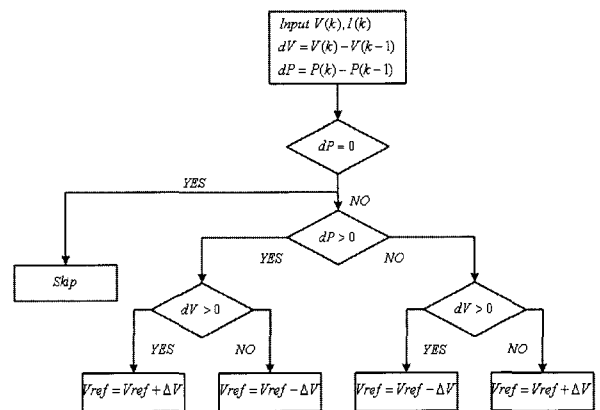 Input V(k), I(k)
dV = V(k) − V(k−1)
dP = P(k) − P(k−1)
dP = 0
YES
NO
dP > 0
YES
NO
Skip
dV > 0
dV > 0
YES
NO
YES
NO
Vref = Vref + ΔV
Vref = Vref − ΔV
Vref = Vref − ΔV
Vref = Vref + ΔV